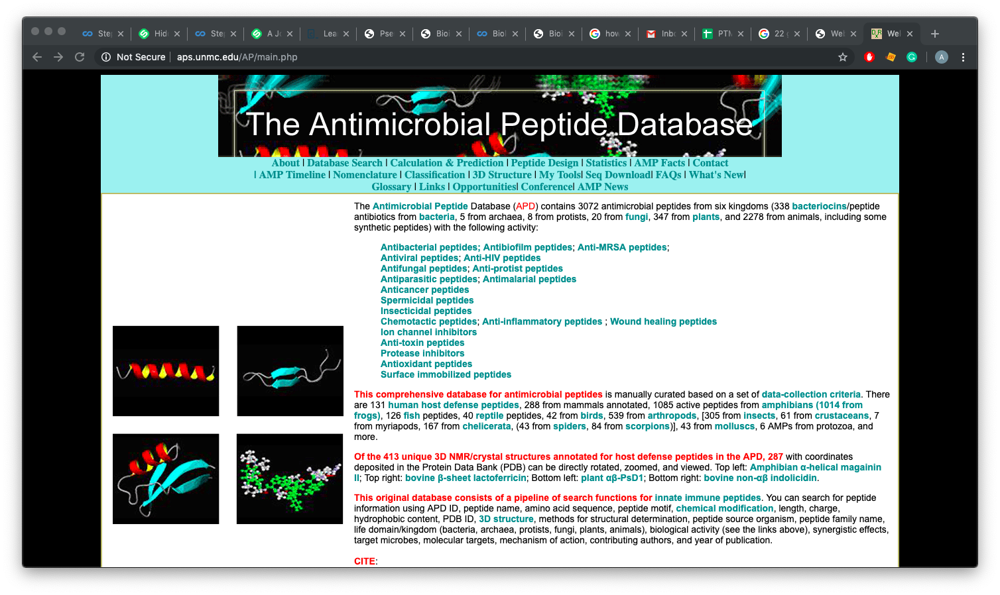 Ste
Hid
Ste
A Jo
Lea
Pse
Bioi
Biol
Bioi
how
Inbo
PTM
22 g
Web
Wel
Not Secure | aps.unmc.edu/AP/main.php
A
The Antimicrobial Peptide Database
About | Database Search | Calculation & Prediction | Peptide Design | Statistics | AMP Facts | Contact
| AMP Timeline | Nomenclature | Classification | 3D Structure | My Tools| Seq Download| FAQs | What's New|
Glossary | Links | Opportunities| Conference| AMP News
The Antimicrobial Peptide Database (APD) contains 3072 antimicrobial peptides from six kingdoms (338 bacteriocins/peptide
antibiotics from bacteria, 5 from archaea, 8 from protists, 20 from fungi, 347 from plants, and 2278 from animals, including some
synthetic peptides) with the following activity:
Antibacterial peptides; Antibiofilm peptides; Anti-MRSA peptides;
Antiviral peptides; Anti-HIV peptides
Antifungal peptides; Anti-protist peptides
Antiparasitic peptides; Antimalarial peptides
Anticancer peptides
Spermicidal peptides
Insecticidal peptides
Chemotactic peptides; Anti-inflammatory peptides ; Wound healing peptides
Ion channel inhibitors
Anti-toxin peptides
Protease inhibitors
Antioxidant peptides
Surface immobilized peptides
This comprehensive database for antimicrobial peptides is manually curated based on a set of data-collection criteria. There
are 131 human host defense peptides, 288 from mammals annotated, 1085 active peptides from amphibians (1014 from
frogs), 126 fish peptides, 40 reptile peptides, 42 from birds, 539 from arthropods, [305 from insects, 61 from crustaceans, 7
from myriapods, 167 from chelicerata, (43 from spiders, 84 from scorpions)], 43 from molluscs, 6 AMPs from protozoa, and
more.
Of the 413 unique 3D NMR/crystal structures annotated for host defense peptides in the APD, 287 with coordinates
deposited in the Protein Data Bank (PDB) can be directly rotated, zoomed, and viewed. Top left: Amphibian α-helical magainin
II; Top right: bovine β-sheet lactoferricin; Bottom left: plant αβ-PsD1; Bottom right: bovine non-αβ indolicidin.
This original database consists of a pipeline of search functions for innate immune peptides. You can search for peptide
information using APD ID, peptide name, amino acid sequence, peptide motif, chemical modification, length, charge,
hydrophobic content, PDB ID, 3D structure, methods for structural determination, peptide source organism, peptide family name,
life domain/kingdom (bacteria, archaea, protists, fungi, plants, animals), biological activity (see the links above), synergistic effects,
target microbes, molecular targets, mechanism of action, contributing authors, and year of publication.
CITE: